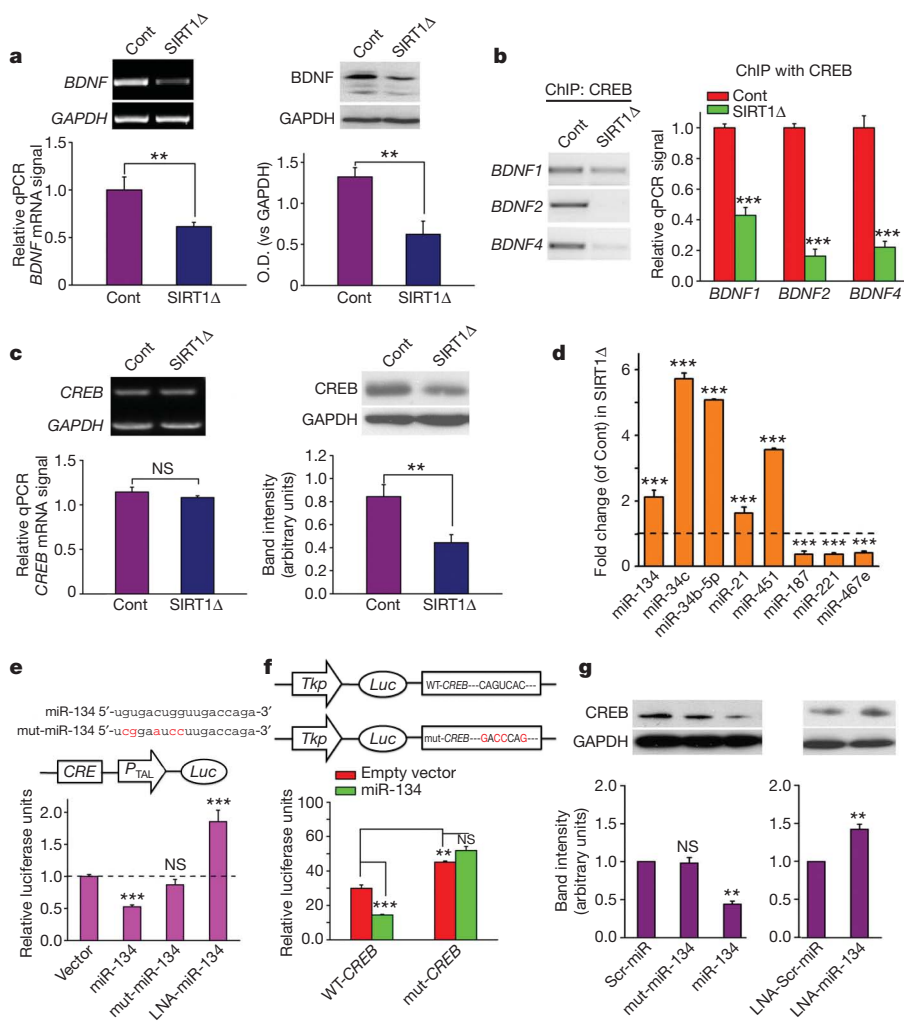 a
Cont
SIRT1Δ
BDNF
GAPDH
Relative qPCR
BDNF mRNA signal
1.5
1.0
0.5
0
**
Cont
SIRT1Δ
Cont
SIRT1Δ
BDNF
GAPDH
O.D. (vs GAPDH)
1.5
1.0
0.5
0
**
Cont
SIRT1Δ
b
ChIP: CREB
Cont
SIRT1Δ
BDNF1
BDNF2
BDNF4
ChIP with CREB
Cont
SIRT1Δ
Relative qPCR signal
1.0
0.8
0.6
0.4
0.2
0
***
***
***
BDNF1
BDNF2
BDNF4
c
Cont
SIRT1Δ
CREB
GAPDH
Relative qPCR
CREB mRNA signal
1.5
1.0
1.5
0
NS
Cont
SIRT1Δ
Cont
SIRT1Δ
CREB
GAPDH
Band intensity
(arbitrary units)
1.0
0.8
0.6
0.4
0.2
0
**
Cont
SIRT1Δ
d
Fold change (of Cont) in SIRT1Δ
6
4
2
0
***
***
***
***
***
***
***
***
miR-134
miR-34c
miR-34b-5p
miR-21
miR-451
miR-187
miR-221
miR-467e
e
miR-134 5′-ugugacugguugaccaga-3′
mut-miR-134 5′-ucggaauccuugaccaga-3′
CRE
PTAL
Luc
Relative luciferase units
2.0
1.5
1.0
0.5
0
***
NS
***
Vector
miR-134
mut-miR-134
LNA-miR-134
f
Tkp
Luc
WT-CREB---CAGUCAC---
Tkp
Luc
mut-CREB---GACCCAG---
Empty vector
miR-134
Relative luciferase units
100
80
60
40
20
0
***
**
NS
WT-CREB
mut-CREB
g
CREB
GAPDH
Band intensity
(arbitrary units)
2.0
1.5
1.0
0.5
0.0
NS
**
Scr-miR
mut-miR-134
miR-134
2.0
1.5
1.0
0.5
0.0
**
LNA-Scr-miR
LNA-miR-134